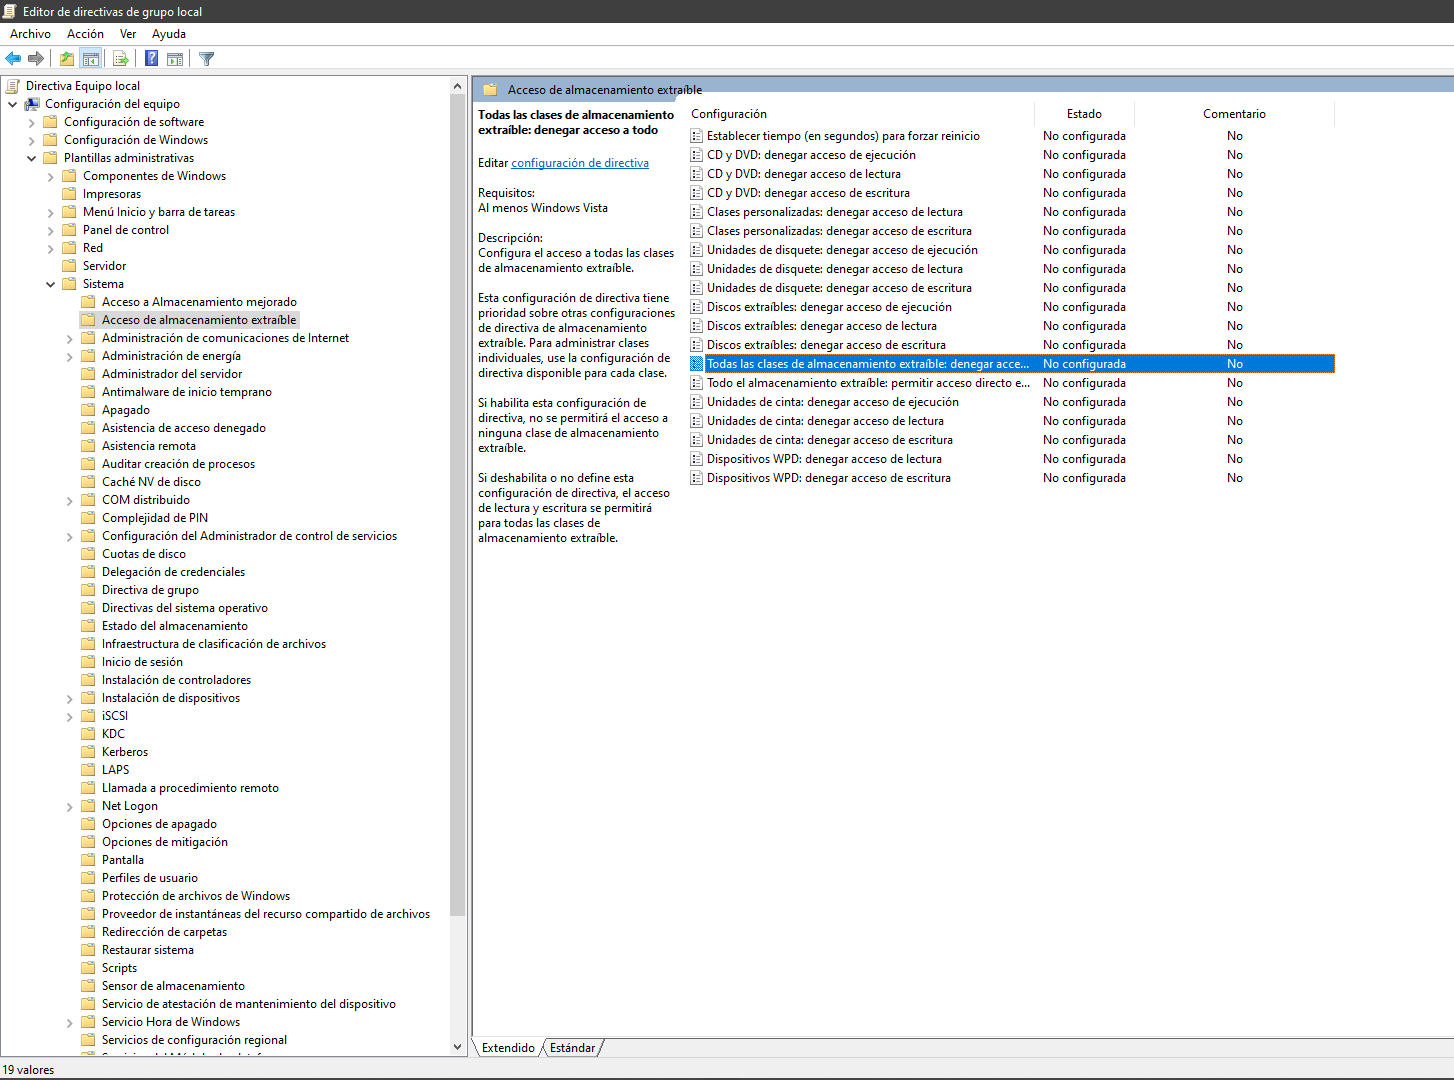 Editor de directivas de grupo local
Archivo Acción Ver Ayuda
Directiva Equipo local
Configuración del equipo
Configuración de software
Configuración de Windows
Plantillas administrativas
Componentes de Windows
Impresoras
Menú Inicio y barra de tareas
Panel de control
Red
Servidor
Sistema
Acceso a Almacenamiento mejorado
Acceso de almacenamiento extraíble
Administración de comunicaciones de Internet
Administración de energía
Administrador del servidor
Antimalware de inicio temprano
Apagado
Asistencia de acceso denegado
Asistencia remota
Auditar creación de procesos
Caché NV de disco
COM distribuido
Complejidad de PIN
Configuración del Administrador de control de servicios
Cuotas de disco
Delegación de credenciales
Directiva de grupo
Directivas del sistema operativo
Estado del almacenamiento
Infraestructura de clasificación de archivos
Inicio de sesión
Instalación de controladores
Instalación de dispositivos
iSCSI
KDC
Kerberos
LAPS
Llamada a procedimiento remoto
Net Logon
Opciones de apagado
Opciones de mitigación
Pantalla
Perfiles de usuario
Protección de archivos de Windows
Proveedor de instantáneas del recurso compartido de archivos
Redirección de carpetas
Restaurar sistema
Scripts
Sensor de almacenamiento
Servicio de atestación de mantenimiento del dispositivo
Servicio Hora de Windows
Servicios de configuración regional
Acceso de almacenamiento extraíble
Todas las clases de almacenamiento
extraíble: denegar acceso a todo
Editar configuración de directiva
Requisitos:
Al menos Windows Vista
Descripción:
Configura el acceso a todas las clases
de almacenamiento extraíble.
Esta configuración de directiva tiene
prioridad sobre otras configuraciones
de directiva de almacenamiento
extraíble. Para administrar clases
individuales, use la configuración de
directiva disponible para cada clase.
Si habilita esta configuración de
directiva, no se permitirá el acceso a
ninguna clase de almacenamiento
extraíble.
Si deshabilita o no define esta
configuración de directiva, el acceso
de lectura y escritura se permitirá
para todas las clases de
almacenamiento extraíble.
Configuración Estado Comentario
Establecer tiempo (en segundos) para forzar reinicio No configurada No
CD y DVD: denegar acceso de ejecución No configurada No
CD y DVD: denegar acceso de lectura No configurada No
CD y DVD: denegar acceso de escritura No configurada No
Clases personalizadas: denegar acceso de lectura No configurada No
Clases personalizadas: denegar acceso de escritura No configurada No
Unidades de disquete: denegar acceso de ejecución No configurada No
Unidades de disquete: denegar acceso de lectura No configurada No
Unidades de disquete: denegar acceso de escritura No configurada No
Discos extraíbles: denegar acceso de ejecución No configurada No
Discos extraíbles: denegar acceso de lectura No configurada No
Discos extraíbles: denegar acceso de escritura No configurada No
Todas las clases de almacenamiento extraíble: denegar acce... No configurada No
Todo el almacenamiento extraíble: permitir acceso directo e... No configurada No
Unidades de cinta: denegar acceso de ejecución No configurada No
Unidades de cinta: denegar acceso de lectura No configurada No
Unidades de cinta: denegar acceso de escritura No configurada No
Dispositivos WPD: denegar acceso de lectura No configurada No
Dispositivos WPD: denegar acceso de escritura No configurada No
Extendido Estándar
19 valores